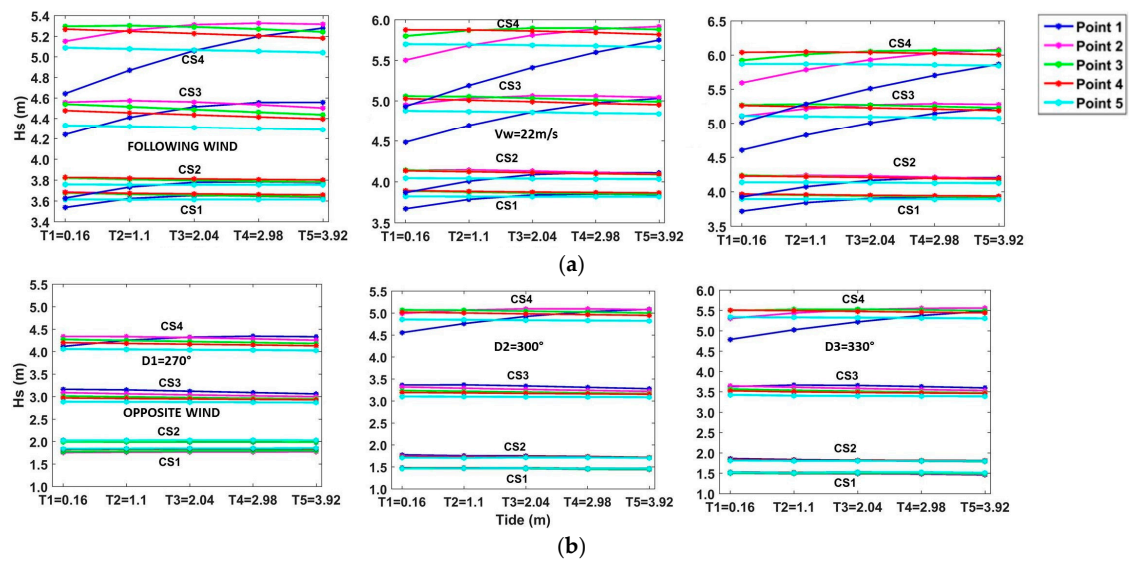 5.4
5.2
5.0
4.8
4.6
4.4
4.2
4.0
3.8
3.6
3.4
Hs (m)
CS4
CS3
FOLLOWING WIND
CS2
CS1
T1=0.16 T2=1.1 T3=2.04 T4=2.98 T5=3.92
6.0
5.5
5.0
4.5
4.0
3.5
CS4
CS3
Vw=22m/s
CS2
CS1
T1=0.16 T2=1.1 T3=2.04 T4=2.98 T5=3.92
6.5
6.0
5.5
5.0
4.5
4.0
3.5
CS4
CS3
CS2
CS1
T1=0.16 T2=1.1 T3=2.04 T4=2.98 T5=3.92
Point 1
Point 2
Point 3
Point 4
Point 5
(a)
5.5
5.0
4.5
4.0
3.5
3.0
2.5
2.0
1.5
1.0
Hs (m)
CS4
D1=270°
CS3
OPPOSITE WIND
CS2
CS1
T1=0.16 T2=1.1 T3=2.04 T4=2.98 T5=3.92
5.5
5.0
4.5
4.0
3.5
3.0
2.5
2.0
1.5
1.0
CS4
D2=300°
CS3
CS2
CS1
T1=0.16 T2=1.1 T3=2.04 T4=2.98 T5=3.92
6.0
5.5
5.0
4.5
4.0
3.5
3.0
2.5
2.0
1.5
1.0
CS4
D3=330°
CS3
CS2
CS1
T1=0.16 T2=1.1 T3=2.04 T4=2.98 T5=3.92
Tide (m)
(b)